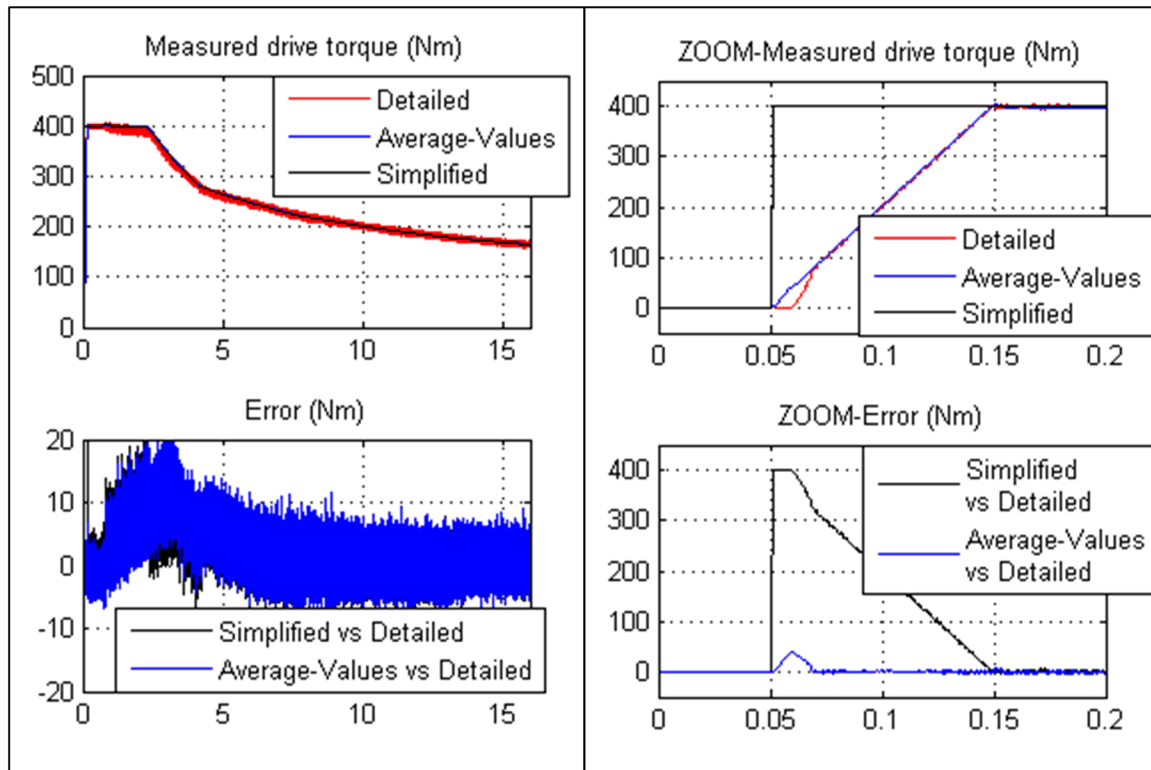 Measured drive torque (Nm)
500
400
300
200
100
0
Detailed
Average-Values
Simplified
0
5
10
15
ZOOM-Measured drive torque (Nm)
400
300
200
100
0
Detailed
Average-Values
Simplified
0
0.05
0.1
0.15
0.2
Error (Nm)
20
10
0
-10
-20
Simplified vs Detailed
Average-Values vs Detailed
0
5
10
15
ZOOM-Error (Nm)
400
300
400
100
0
Simplified
vs Detailed
Average-Values
vs Detailed
0
0.05
0.1
0.15
0.2